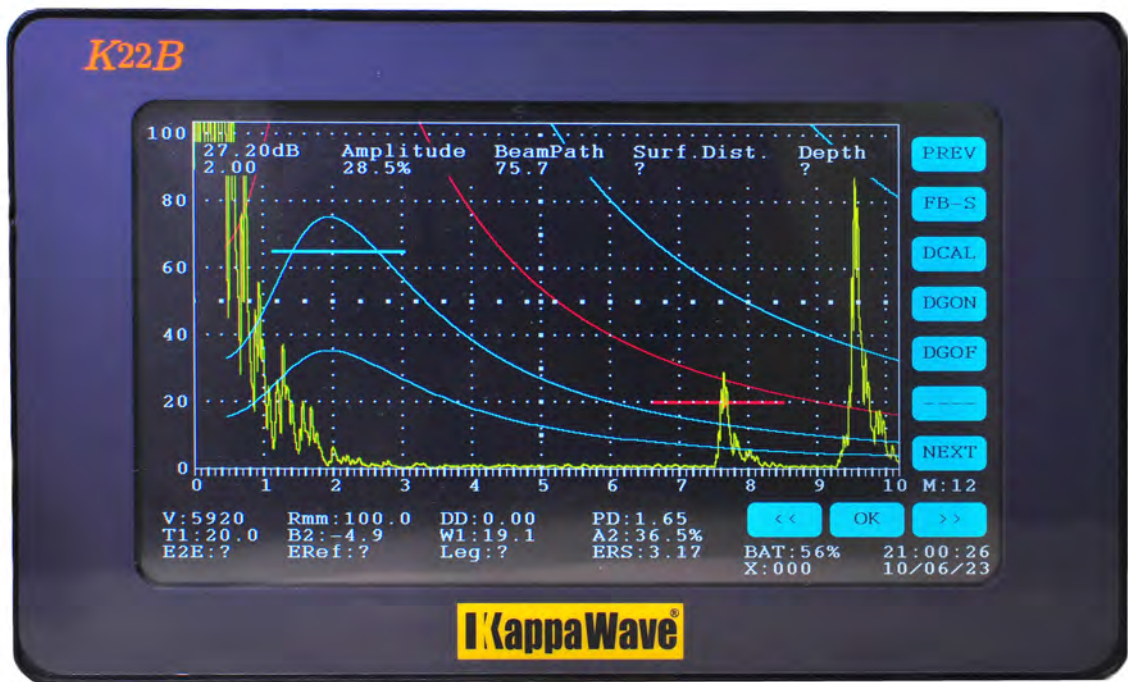 K22B
100
27.20dB Amplitude BeamPath Surf.Dist. Depth
2.00 28.5% 75.7 ? ?
80
60
40
20
0
0 1 2 3 4 5 6 7 8 9 10
PREV
FB-S
DCAL
DGON
DGOF
----
NEXT
M:12
V:5920 Rmm:100.0 DD:0.00 PD:1.65
<< OK >>
T1:20.0 B2:-4.9 W1:19.1 A2:36.5%
E2E:? ERef:? Leg:? ERS:3.17
BAT:56% 21:00:26
X:000 10/06/23
KappaWave®